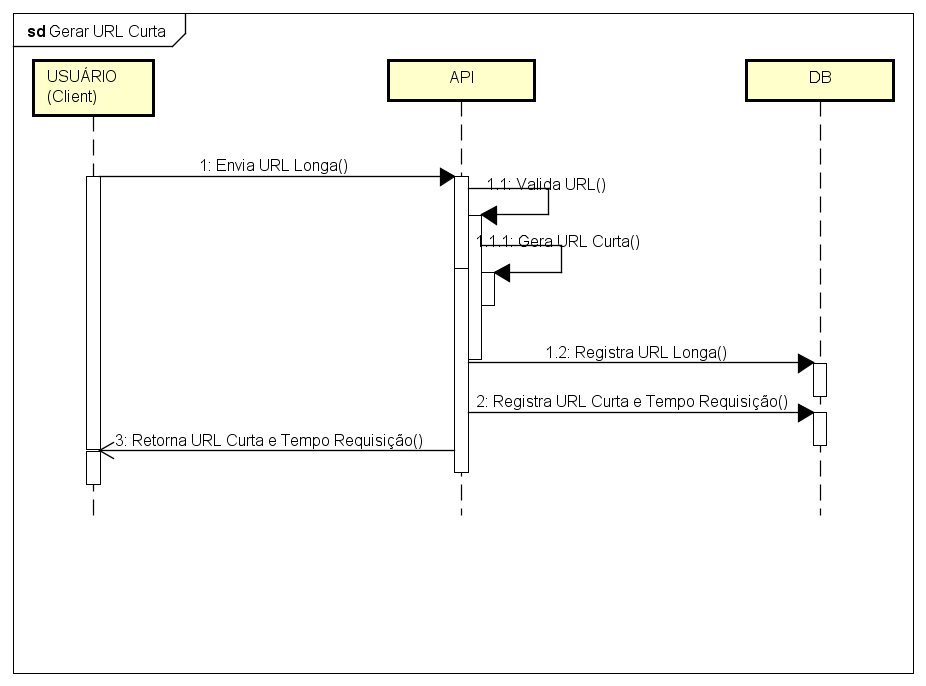 sd Gerar URL Curta
USUÁRIO
(Client)
API
DB
1: Envia URL Longa()
1.1: Valida URL()
1.1.1: Gera URL Curta()
1.2: Registra URL Longa()
2: Registra URL Curta e Tempo Requisição()
3: Retorna URL Curta e Tempo Requisição()